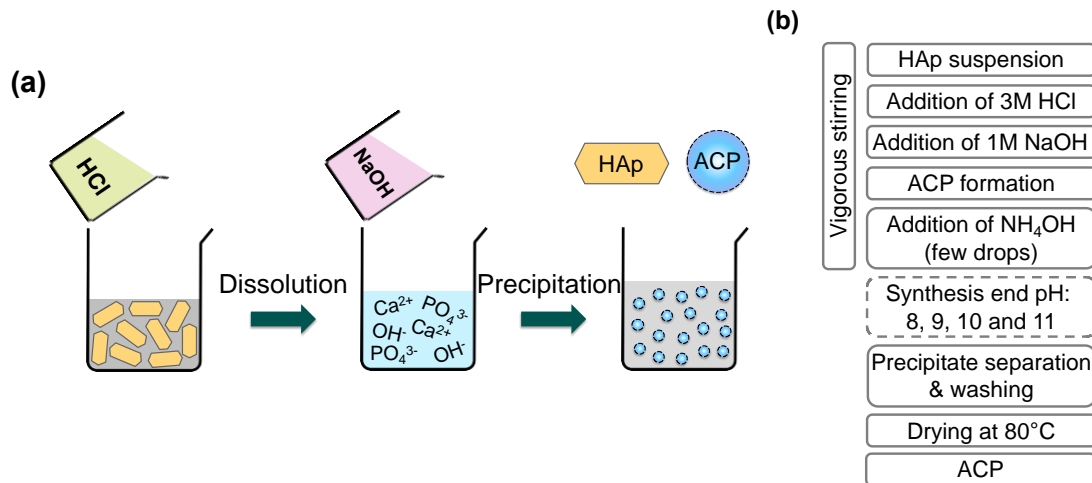 (a)
HCl
NaOH
HAp
ACP
Dissolution
Precipitation
Ca²⁺ PO₄³⁻
OH⁻ Ca²⁺
PO₄³⁻ OH⁻
(b)
Vigorous stirring
HAp suspension
Addition of 3M HCl
Addition of 1M NaOH
ACP formation
Addition of NH₄OH
(few drops)
Synthesis end pH:
8, 9, 10 and 11
Precipitate separation
& washing
Drying at 80°C
ACP